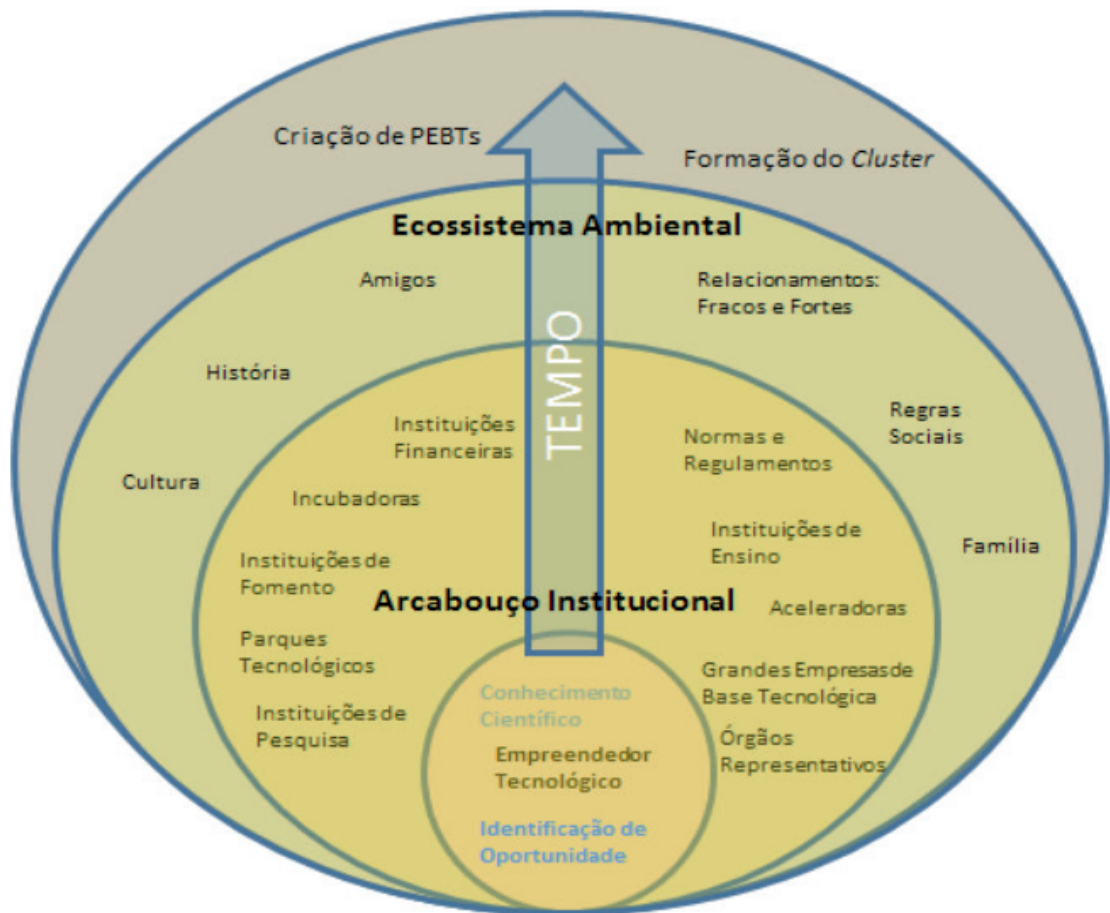 Criação de PEBTs
Formação do Cluster
Ecossistema Ambiental
Amigos
Relacionamentos:
Fracos e Fortes
História
Regras
Sociais
Cultura
Família
TEMPO
Instituições
Financeiras
Normas e
Regulamentos
Incubadoras
Instituições de
Ensino
Instituições de
Fomento
Arcabouço Institucional
Aceleradoras
Parques
Tecnológicos
Grandes Empresas de
Base Tecnológica
Instituições de
Pesquisa
Órgãos
Representativos
Conhecimento
Científico
Empreendedor
Tecnológico
Identificação de
Oportunidade